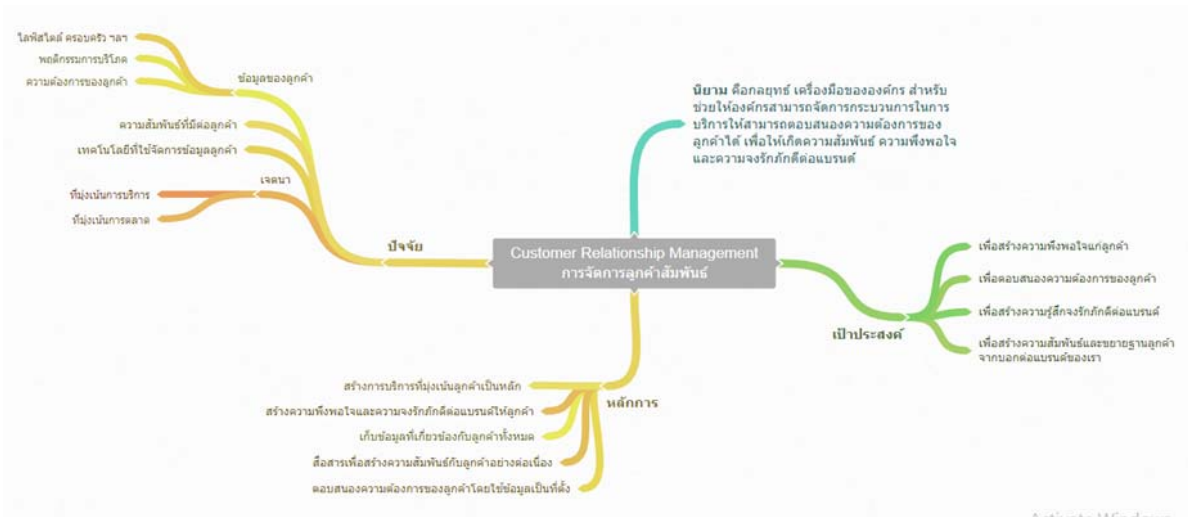 Customer Relationship Management
การจัดการลูกค้าสัมพันธ์
นิยาม คือกลยุทธ์ เครื่องมือขององค์กร สำหรับ
ช่วยให้องค์กรสามารถจัดการกระบวนการในการ
บริการให้สามารถตอบสนองความต้องการของ
ลูกค้าได้ เพื่อให้เกิดความสัมพันธ์ ความพึงพอใจ
และความจงรักภักดีต่อแบรนด์
เป้าประสงค์
เพื่อสร้างความพึงพอใจแก่ลูกค้า
เพื่อตอบสนองความต้องการของลูกค้า
เพื่อสร้างความรู้สึกจงรักภักดีต่อแบรนด์
เพื่อสร้างความสัมพันธ์และขยายฐานลูกค้า
จากบอกต่อแบรนด์ของเรา
หลักการ
สร้างการบริการที่มุ่งเน้นลูกค้าเป็นหลัก
สร้างความพึงพอใจและความจงรักภักดีต่อแบรนด์ให้ลูกค้า
เก็บข้อมูลที่เกี่ยวข้องกับลูกค้าทั้งหมด
สื่อสารเพื่อสร้างความสัมพันธ์กับลูกค้าอย่างต่อเนื่อง
ตอบสนองความต้องการของลูกค้าโดยใช้ข้อมูลเป็นที่ตั้ง
ปัจจัย
ข้อมูลของลูกค้า
ไลฟ์สไตล์ ครอบครัว ฯลฯ
พฤติกรรมการบริโภค
ความต้องการของลูกค้า
ความสัมพันธ์ที่มีต่อลูกค้า
เทคโนโลยีที่ใช้จัดการข้อมูลลูกค้า
เจตนา
ที่มุ่งเน้นการบริการ
ที่มุ่งเน้นการตลาด